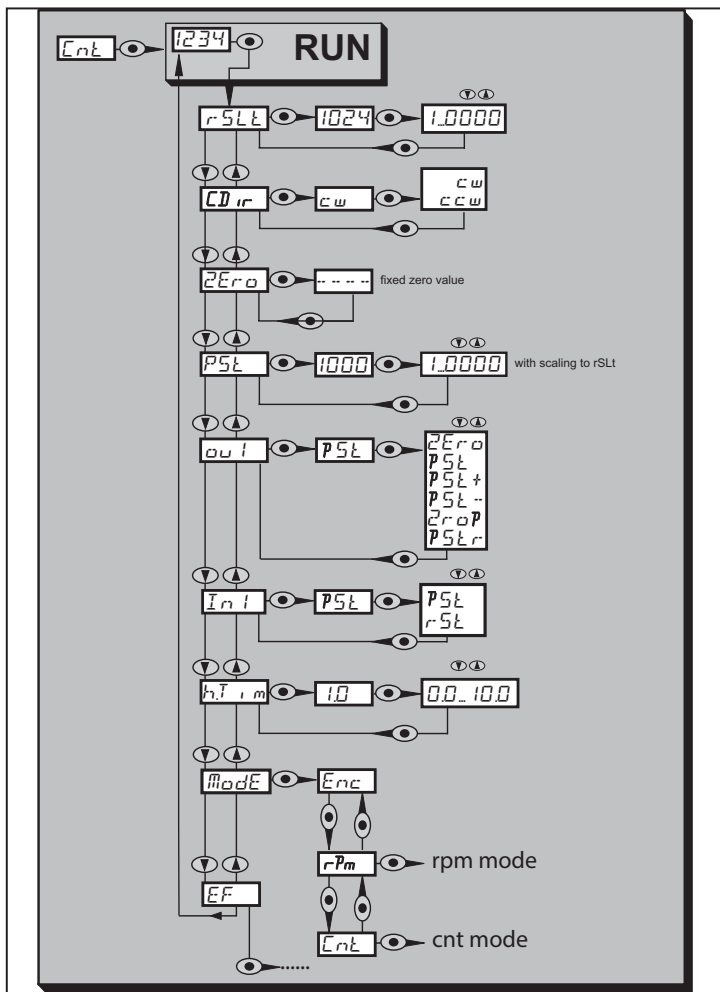 Cnt 1234 RUN
rSLt 1024 1...0000
CDir cw cw
ccw
ZEro ---- fixed zero value
PSt 1000 1...0000 with scaling to rSLt
ou1 PSt ZEro
PSt
PSt+
PSt-
ZroP
PStr
In1 PSt PSt
rSt
h.Tim 1.0 0.0...10.0
ModE Enc
rPm rpm mode
EF
Cnt cnt mode
......